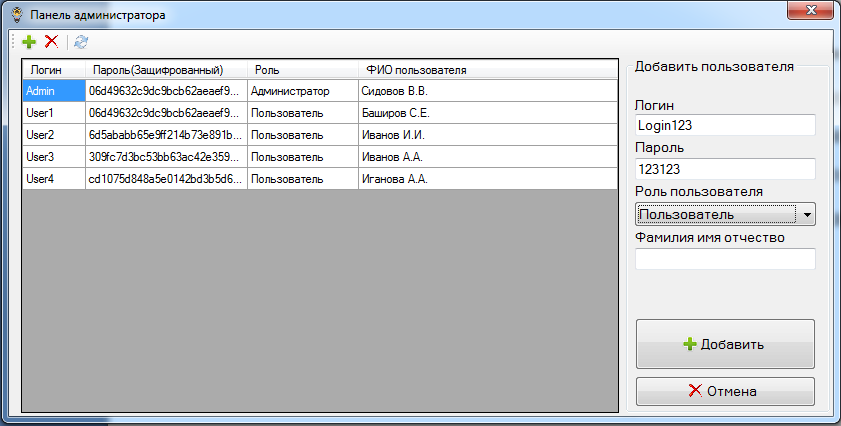 Панель администратора
Логин Пароль(Защифрованный) Роль ФИО пользователя
Admin 06d49632c9dc9bcb62aeaef9... Администратор Сидовов В.В.
User1 06d49632c9dc9bcb62aeaef9... Пользователь Баширов С.Е.
User2 6d5ababb65e9ff214b73e891b... Пользователь Иванов И.И.
User3 309fc7d3bc53bb63ac42e359... Пользователь Иванов А.А.
User4 cd1075d848a5e0142bd3b5d6... Пользователь Иганова А.А.
Добавить пользователя
Логин
Login123
Пароль
123123
Роль пользователя
Пользователь
Фамилия имя отчество
Добавить
Отмена